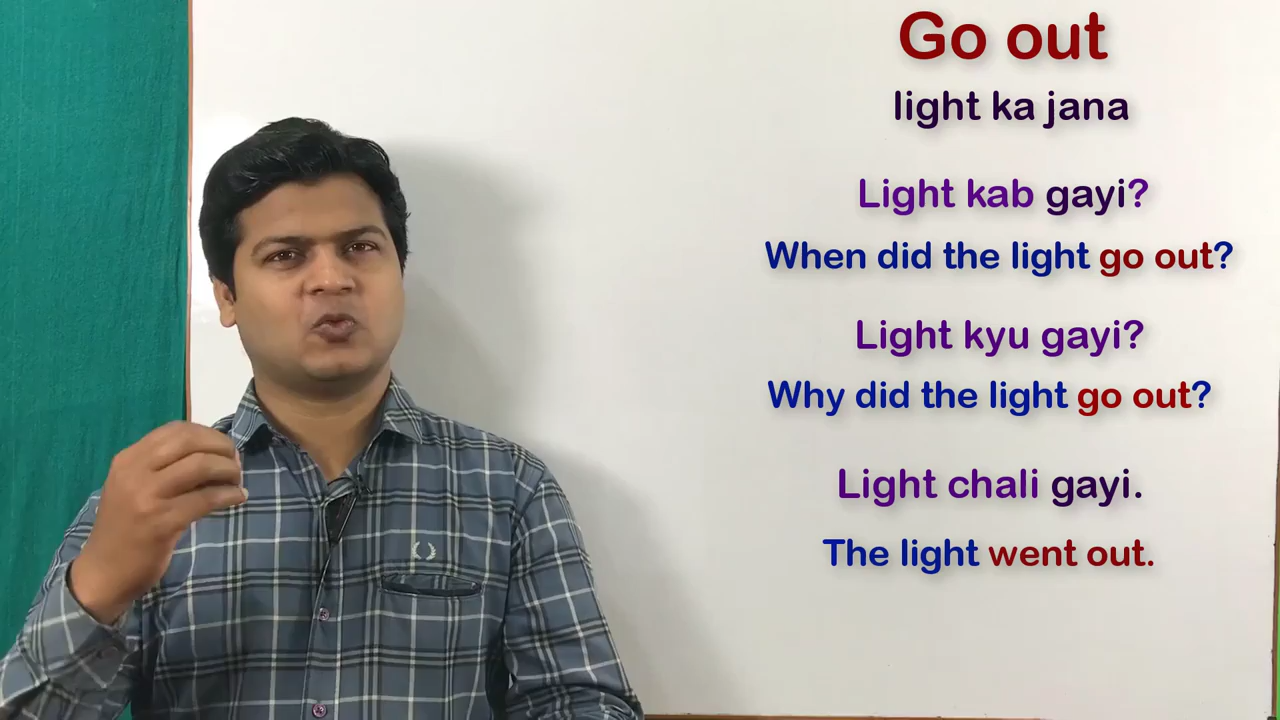 Go out
light ka jana
Light kab gayi?
When did the light go out?
Light kyu gayi?
Why did the light go out?
Light chali gayi.
The light went out.